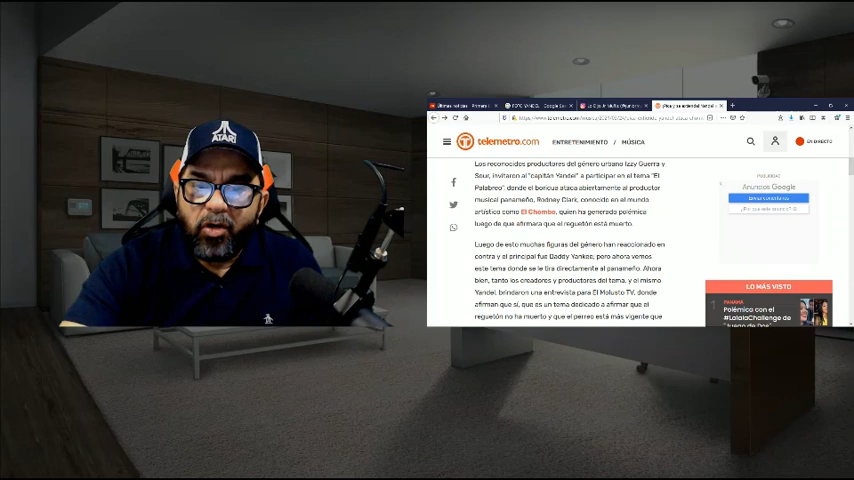 ATARI
Últimas noticias
telemetro.com
ENTRETENIMIENTO / MÚSICA
EN DIRECTO
Los reconocidos productores del género urbano Izzy Guerra y
Sour, invitaron al "capitán Yandel" a participar en el tema "El
Palabreo", donde el boricua ataca abiertamente al productor
musical panameño, Rodney Clark, conocido en el mundo
artístico como El Chombo, quien ha generado polémica
luego de que afirmara que el reguetón está muerto.
Luego de esto muchas figuras del género han reaccionado en
contra y el principal fue Daddy Yankee; pero ahora vemos
este tema donde se le tira directamente al panameño. Ahora
bien, tanto los creadores y productores del tema, y el mismo
Yandel, brindaron una entrevista para El Molusto TV, donde
afirman que sí, que es un tema dedicado a afirmar que el
reguetón no ha muerto y que el perreo está más vigente que
PUBLICIDAD
Anuncios Google
Enviar comentarios
LO MÁS VISTO
1
PANAMÁ
Polémica con el
#LalalaChallenge de